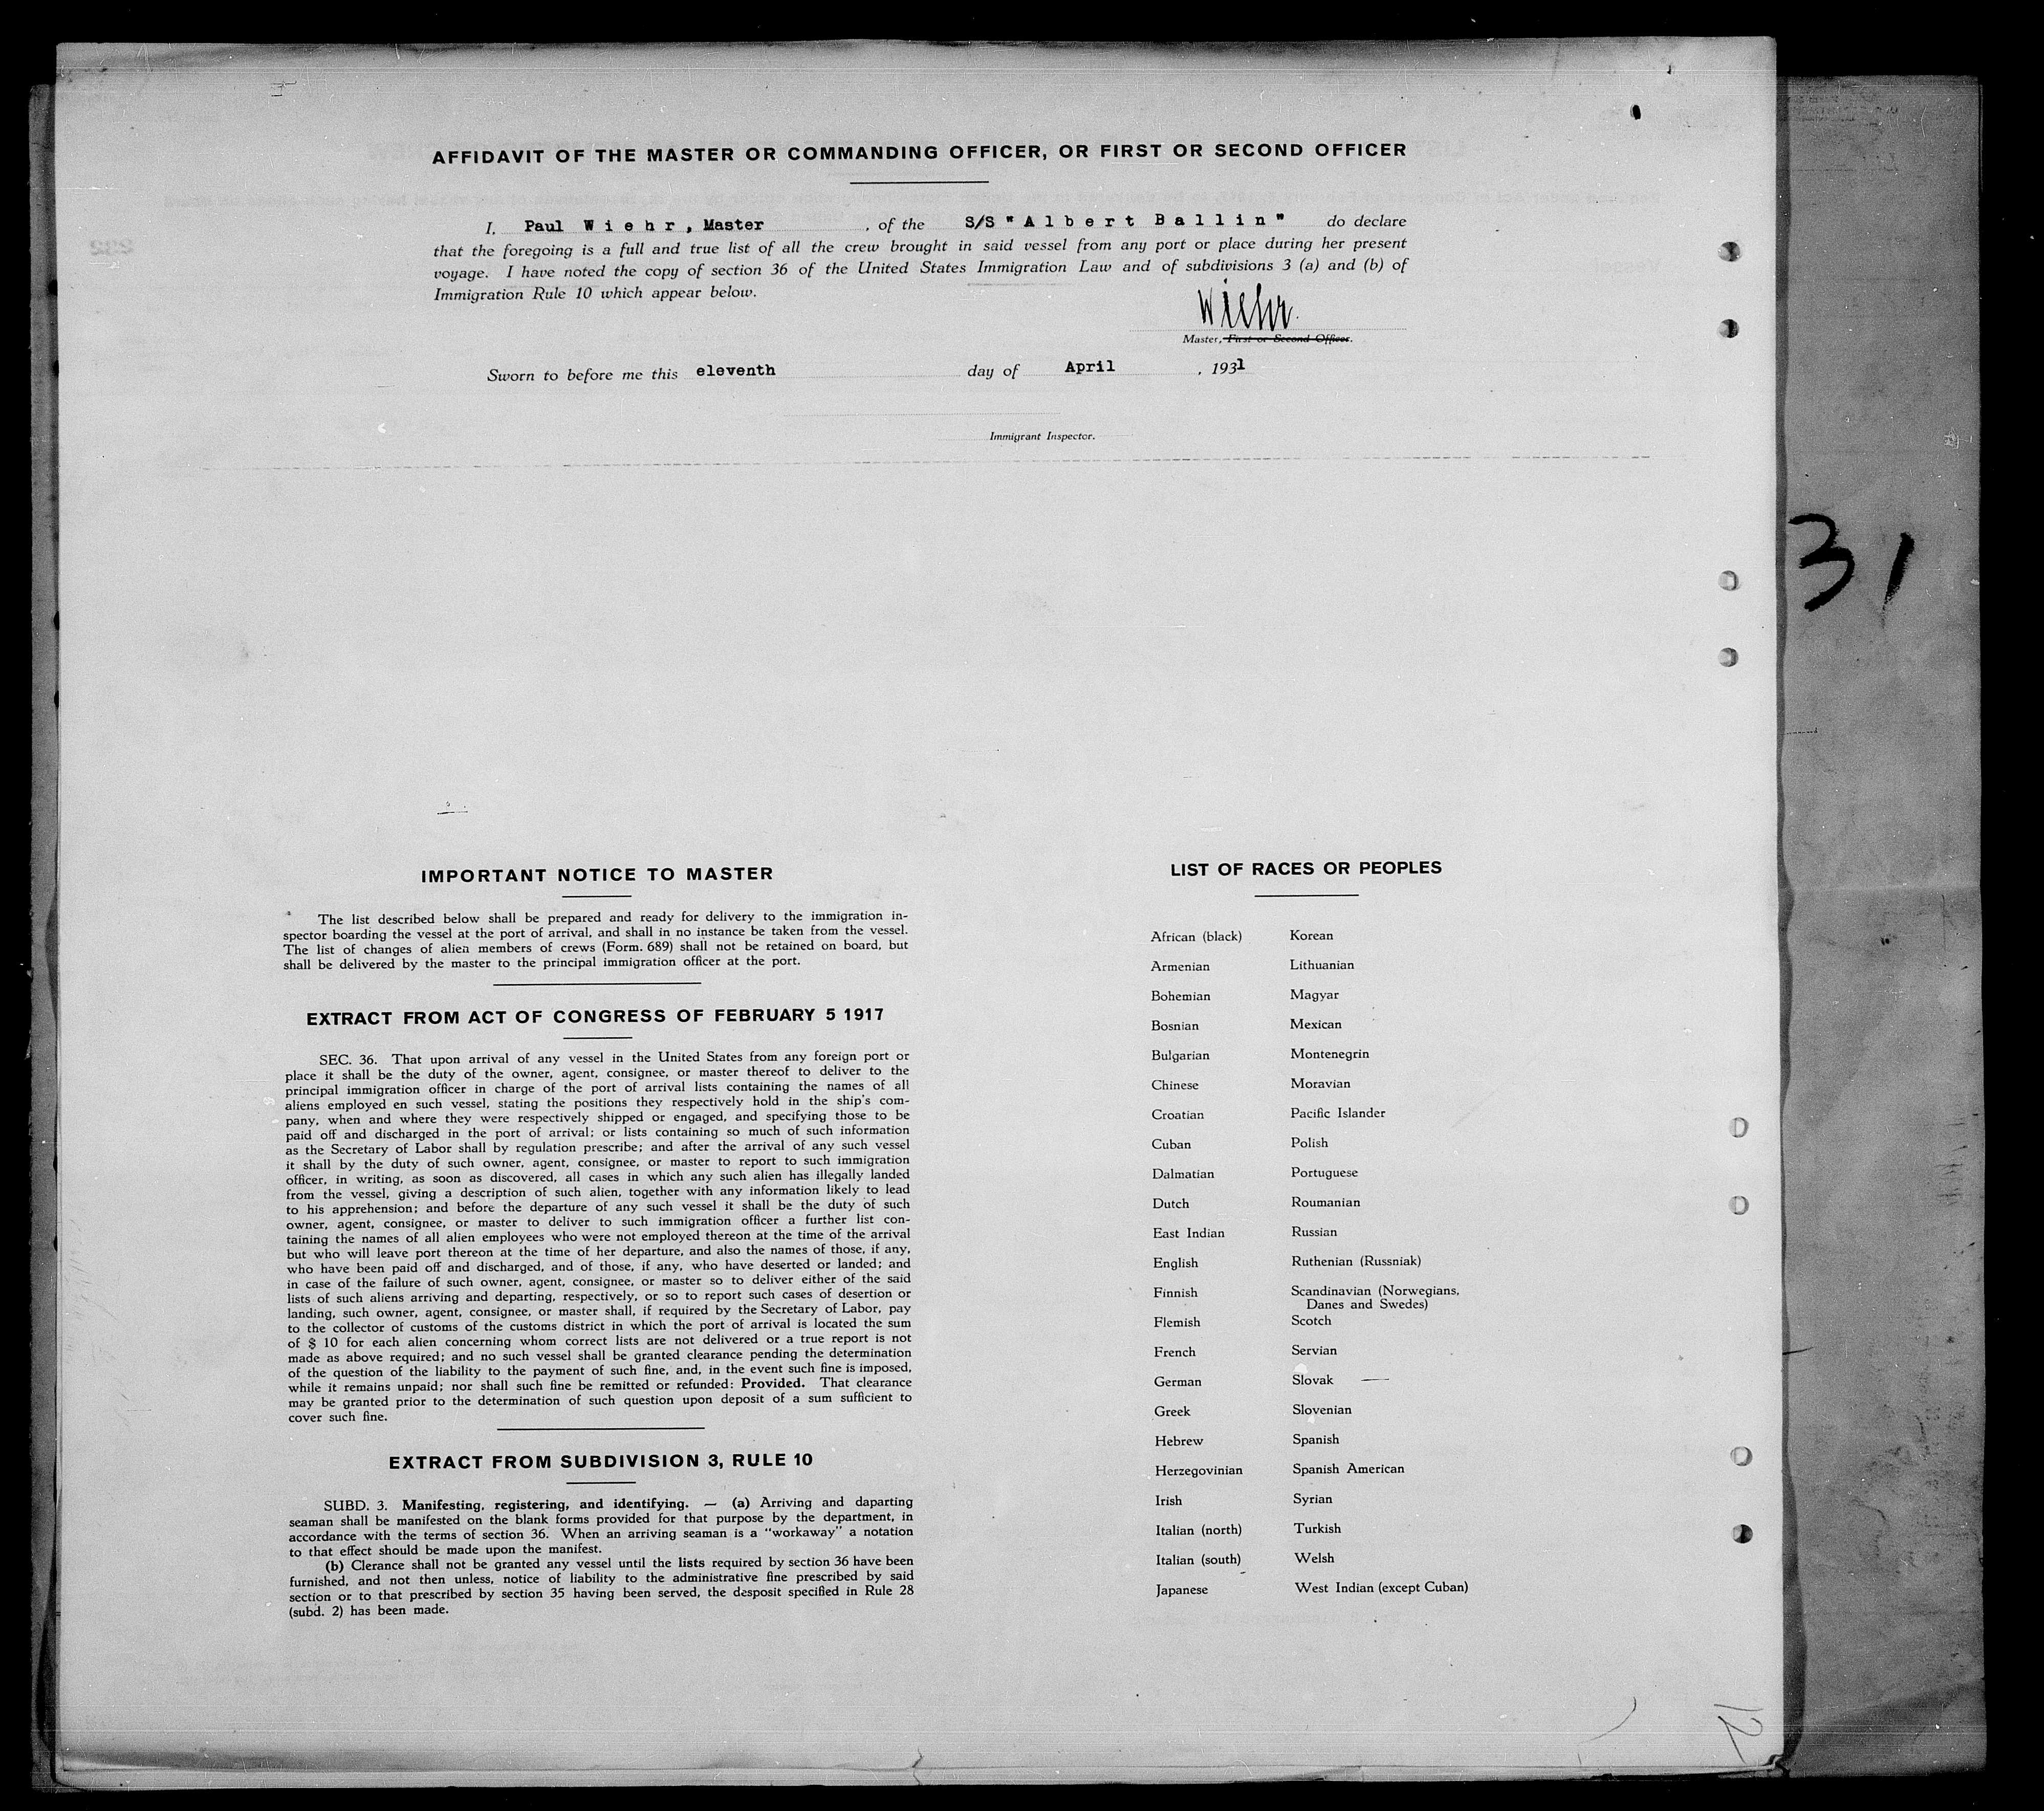 AFFIDAVIT OF THE MASTER OR COMMANDING OFFICER, OR FIRST OR SECOND OFFICER
I, Paul Wiehr, Master , of the S/S "Albert Ballin" do declare
that the foregoing is a full and true list of all the crew brought in said vessel from any port or place during her present
voyage. I have noted the copy of section 36 of the United States Immigration Law and of subdivisions 3 (a) and (b) of
Immigration Rule 10 which appear below.
Wiehr.
Master, First or Second Officer.
Sworn to before me this eleventh day of April , 1931
Immigrant Inspector.
31
IMPORTANT NOTICE TO MASTER
The list described below shall be prepared and ready for delivery to the immigration in-
spector boarding the vessel at the port of arrival, and shall in no instance be taken from the vessel.
The list of changes of alien members of crews (Form. 689) shall not be retained on board, but
shall be delivered by the master to the principal immigration officer at the port.
EXTRACT FROM ACT OF CONGRESS OF FEBRUARY 5 1917
SEC. 36. That upon arrival of any vessel in the United States from any foreign port or
place it shall be the duty of the owner, agent, consignee, or master thereof to deliver to the
principal immigration officer in charge of the port of arrival lists containing the names of all
aliens employed en such vessel, stating the positions they respectively hold in the ship's com-
pany, when and where they were respectively shipped or engaged, and specifying those to be
paid off and discharged in the port of arrival; or lists containing so much of such information
as the Secretary of Labor shall by regulation prescribe; and after the arrival of any such vessel
it shall by the duty of such owner, agent, consignee, or master to report to such immigration
officer, in writing, as soon as discovered, all cases in which any such alien has illegally landed
from the vessel, giving a description of such alien, together with any information likely to lead
to his apprehension; and before the departure of any such vessel it shall be the duty of such
owner, agent, consignee, or master to deliver to such immigration officer a further list con-
taining the names of all alien employees who were not employed thereon at the time of the arrival
but who will leave port thereon at the time of her departure, and also the names of those, if any,
who have been paid off and discharged, and of those, if any, who have deserted or landed; and
in case of the failure of such owner, agent, consignee, or master so to deliver either of the said
lists of such aliens arriving and departing, respectively, or so to report such cases of desertion or
landing, such owner, agent, consignee, or master shall, if required by the Secretary of Labor, pay
to the collector of customs of the customs district in which the port of arrival is located the sum
of $ 10 for each alien concerning whom correct lists are not delivered or a true report is not
made as above required; and no such vessel shall be granted clearance pending the determination
of the question of the liability to the payment of such fine, and, in the event such fine is imposed,
while it remains unpaid; nor shall such fine be remitted or refunded: Provided. That clearance
may be granted prior to the determination of such question upon deposit of a sum sufficient to
cover such fine.
EXTRACT FROM SUBDIVISION 3, RULE 10
SUBD. 3. Manifesting, registering, and identifying. — (a) Arriving and daparting
seaman shall be manifested on the blank forms provided for that purpose by the department, in
accordance with the terms of section 36. When an arriving seaman is a "workaway" a notation
to that effect should be made upon the manifest.
(b) Clerance shall not be granted any vessel until the lists required by section 36 have been
furnished, and not then unless, notice of liability to the administrative fine prescribed by said
section or to that prescribed by section 35 having been served, the desposit specified in Rule 28
(subd. 2) has been made.
LIST OF RACES OR PEOPLES
African (black) Korean
Armenian Lithuanian
Bohemian Magyar
Bosnian Mexican
Bulgarian Montenegrin
Chinese Moravian
Croatian Pacific Islander
Cuban Polish
Dalmatian Portuguese
Dutch Roumanian
East Indian Russian
English Ruthenian (Russniak)
Finnish Scandinavian (Norwegians,
Danes and Swedes)
Flemish Scotch
French Servian
German Slovak
Greek Slovenian
Hebrew Spanish
Herzegovinian Spanish American
Irish Syrian
Italian (north) Turkish
Italian (south) Welsh
Japanese West Indian (except Cuban)
12